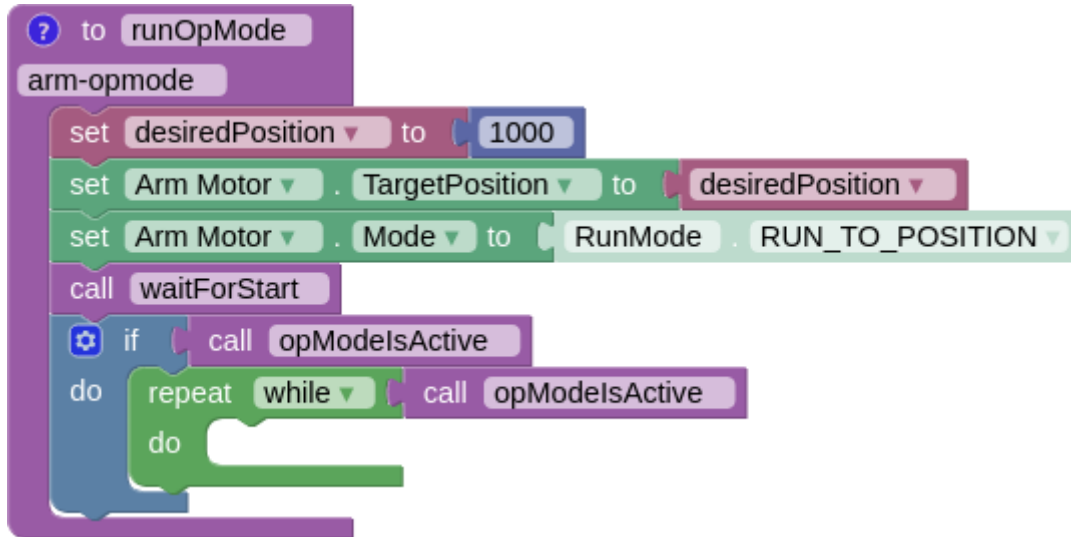 ? to runOpMode
arm-opmode
set desiredPosition ▾ to 1000
set Arm Motor ▾ . TargetPosition ▾ to desiredPosition ▾
set Arm Motor ▾ . Mode ▾ to RunMode . RUN_TO_POSITION ▾
call waitForStart
if call opModeIsActive
do repeat while ▾ call opModeIsActive
do